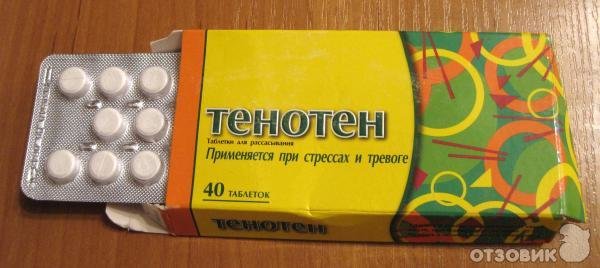 ТЕНОТЕН
Таблетки для рассасывания
Применяется при стрессах и тревоге
40 ТАБЛЕТОК
ТЕНОТЕН
ОТЗОВИК